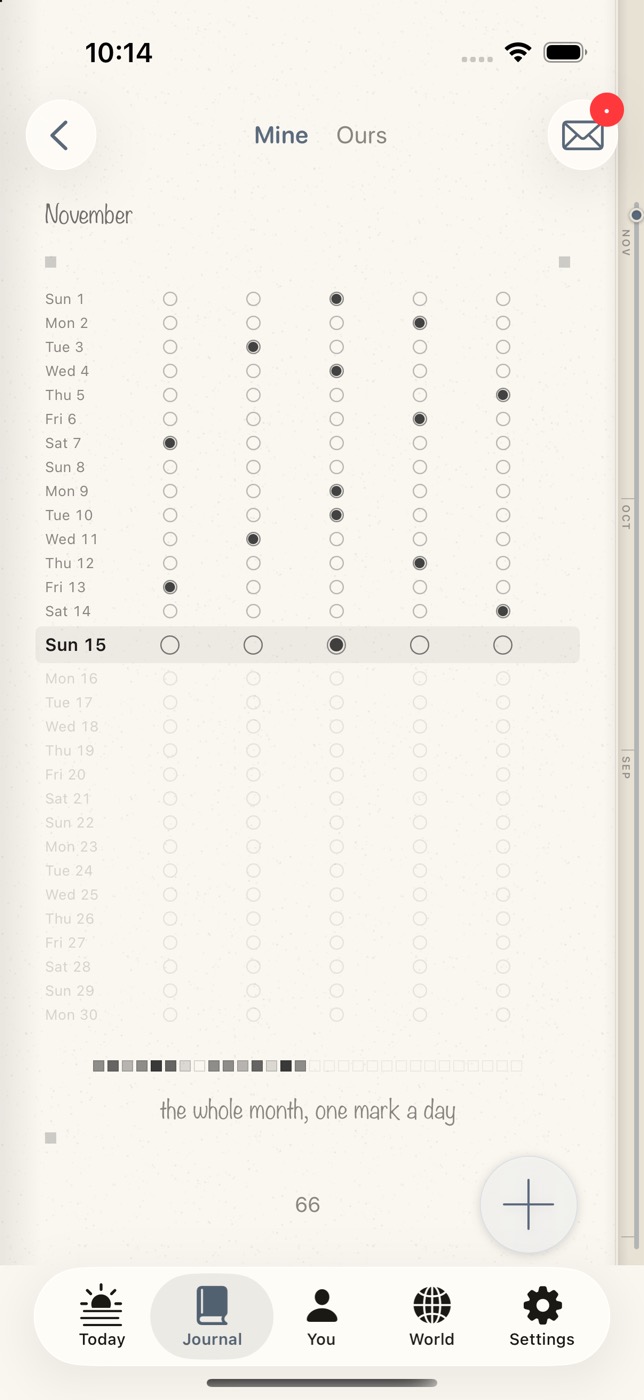 10:14
Mine Ours
November
Sun 1
Mon 2
Tue 3
Wed 4
Thu 5
Fri 6
Sat 7
Sun 8
Mon 9
Tue 10
Wed 11
Thu 12
Fri 13
Sat 14
Sun 15
Mon 16
Tue 17
Wed 18
Thu 19
Fri 20
Sat 21
Sun 22
Mon 23
Tue 24
Wed 25
Thu 26
Fri 27
Sat 28
Sun 29
Mon 30
the whole month, one mark a day
66
NOV
OCT
SEP
Today Journal You World Settings